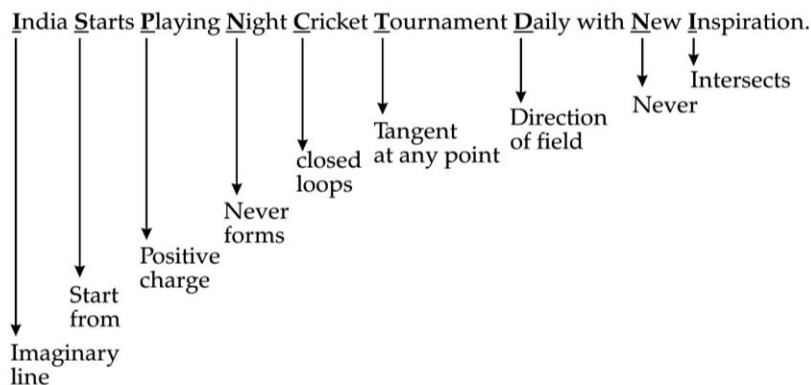 India Starts Playing Night Cricket Tournament Daily with New Inspiration.
Intersects
Never
Direction
of field
Tangent
at any point
closed
loops
Never
forms
Positive
charge
Start
from
Imaginary
line